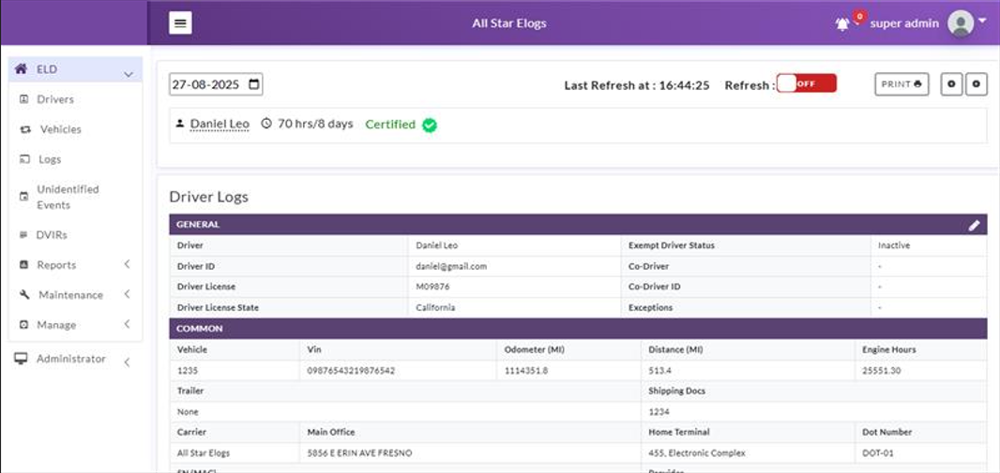 All Star Elogs
0
super admin
ELD
Drivers
Vehicles
Logs
Unidentified
Events
DVIRs
Reports
Maintenance
Manage
Administrator
27-08-2025
Last Refresh at : 16:44:25 Refresh : OFF
PRINT
Daniel Leo 70 hrs/8 days Certified
Driver Logs
GENERAL
Driver Daniel Leo Exempt Driver Status Inactive
Driver ID daniel@gmail.com Co-Driver -
Driver License M09876 Co-Driver ID -
Driver License State California Exceptions -
COMMON
Vehicle Vin Odometer (MI) Distance (MI) Engine Hours
1235 09876543219876542 1114351.8 513.4 25551.30
Trailer Shipping Docs
None 1234
Carrier Main Office Home Terminal Dot Number
All Star Elogs 5856 E ERIN AVE FRESNO 455, Electronic Complex DOT-01